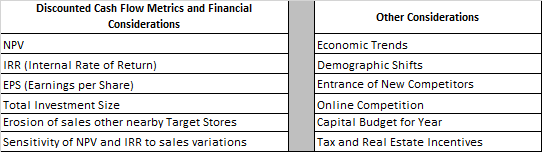 Discounted Cash Flow Metrics and Financial
Considerations
Other Considerations
NPV
Economic Trends
IRR (Internal Rate of Return)
Demographic Shifts
EPS (Earnings per Share)
Entrance of New Competitors
Total Investment Size
Online Competition
Erosion of sales other nearby Target Stores
Capital Budget for Year
Sensitivity of NPV and IRR to sales variations
Tax and Real Estate Incentives